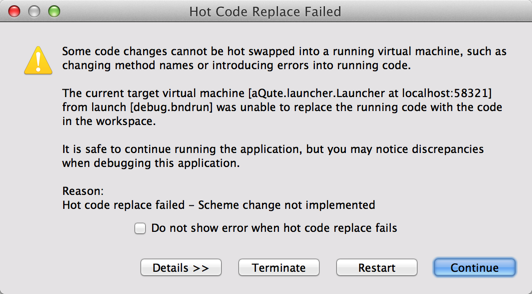 Hot Code Replace Failed
Some code changes cannot be hot swapped into a running virtual machine, such as
changing method names or introducing errors into running code.
The current target virtual machine [aQute.launcher.Launcher at localhost:58321]
from launch [debug.bndrun] was unable to replace the running code with the code
in the workspace.
It is safe to continue running the application, but you may notice discrepancies
when debugging this application.
Reason:
Hot code replace failed - Scheme change not implemented
Do not show error when hot code replace fails
Details >>
Terminate
Restart
Continue